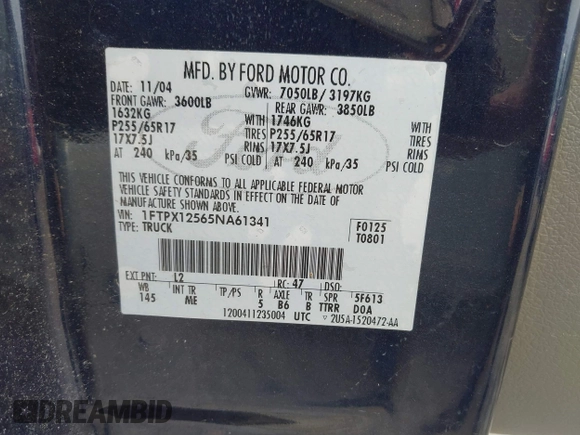 MFD. BY FORD MOTOR CO.
DATE: 11/04 GVWR: 7050LB / 3197KG
FRONT GAWR: 3600LB REAR GAWR: 3850LB
1632KG WITH 1746KG WITH
P255/65R17 TIRES P255/65R17 TIRES
17X7.5J RIMS 17X7.5J RIMS
AT 240 kPa/35 PSI COLD AT 240 kPa/35 PSI COLD
THIS VEHICLE CONFORMS TO ALL APPLICABLE FEDERAL MOTOR
VEHICLE SAFETY STANDARDS IN EFFECT ON THE DATE OF
MANUFACTURE SHOWN ABOVE.
VIN: 1FTPX12565NA61341 F0125
TYPE: TRUCK T0801
Ford
EXT PNT: L2 RC: 47 DSO:
WB INT TR TP/PS R AXLE TR SPR 5F613
145 ME 5 B6 B TTRR DOA
1200411235004 UTC ▽ 2U5A-1520472-AA
DREAMBID